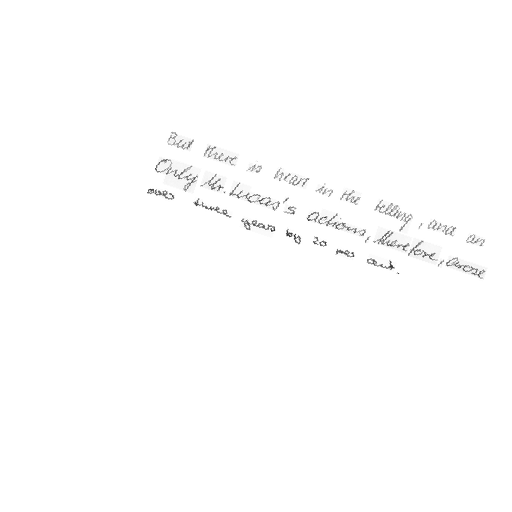 But there is heart in the telling, and an
Only Mr. Lucas's actions, therefore, arose
over three years by 20 per cent.